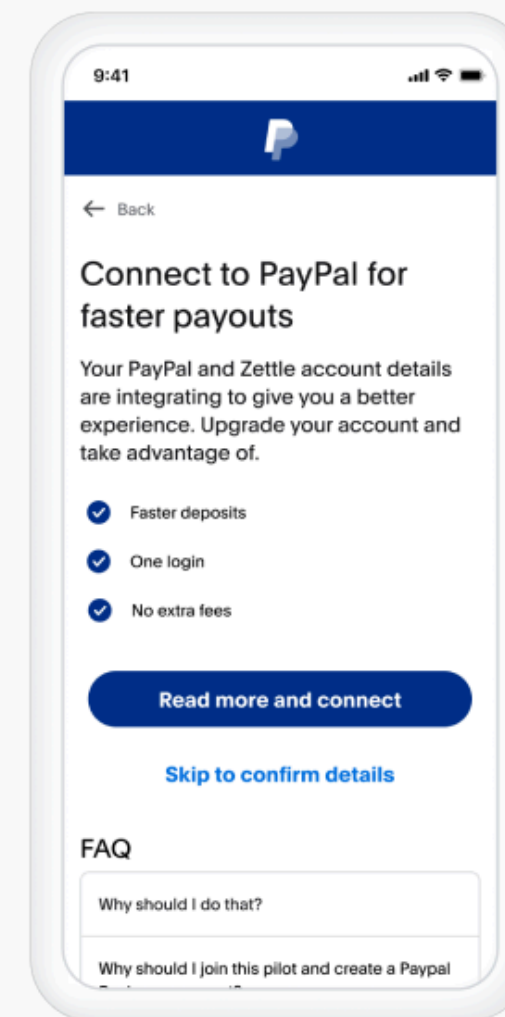 9:41
Back
Connect to PayPal for
faster payouts
Your PayPal and Zettle account details
are integrating to give you a better
experience. Upgrade your account and
take advantage of.
Faster deposits
One login
No extra fees
Read more and connect
Skip to confirm details
FAQ
Why should I do that?
Why should I join this pilot and create a Paypal